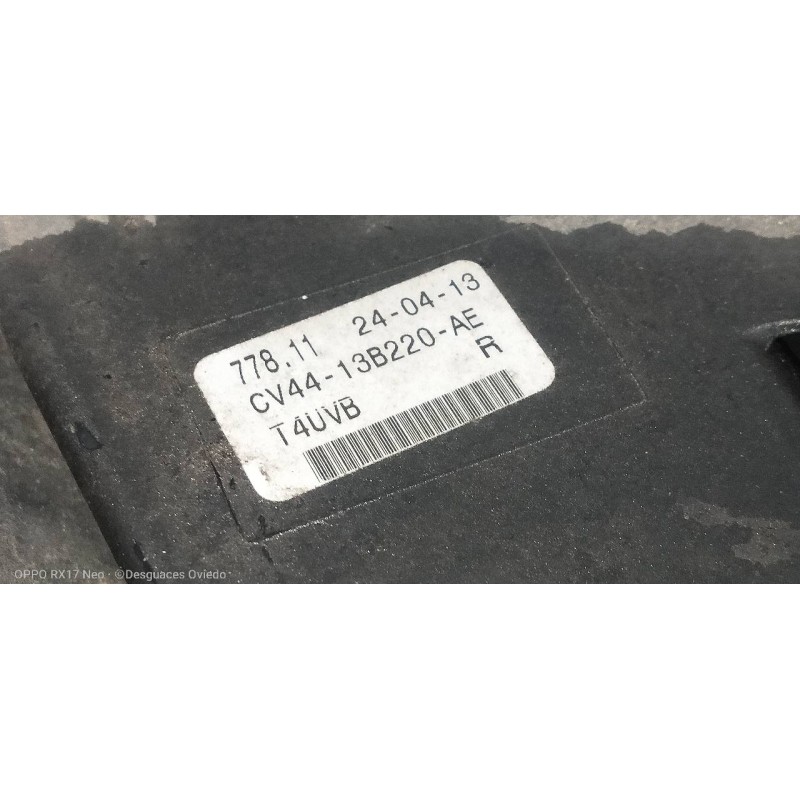 778.11 24-04-13
CV44-13B220-AE
T4UVB R
OPPO RX17 Neo · ©Desguaces Oviedo